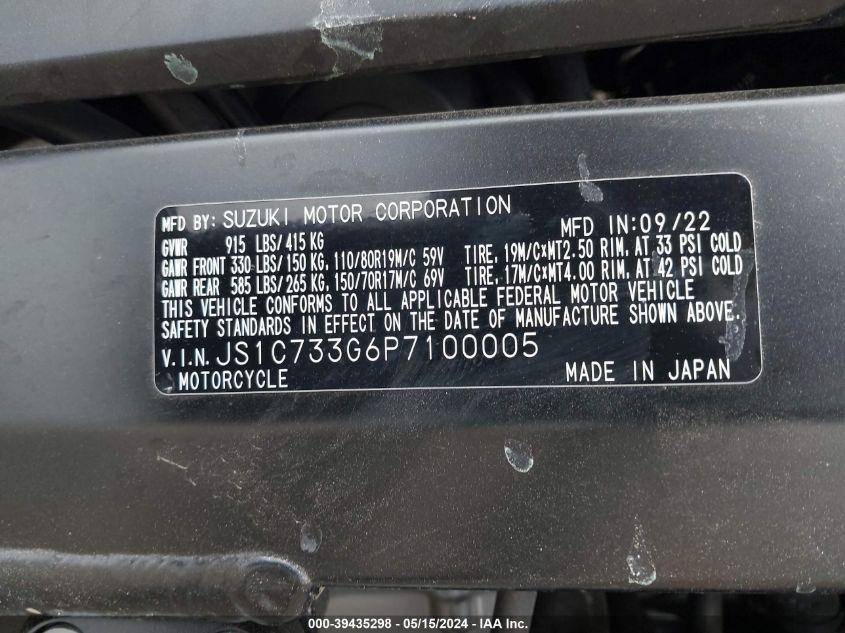 MFD BY: SUZUKI MOTOR CORPORATION
MFD IN:09/22
GVWR 915 LBS/415 KG
GAWR FRONT 330 LBS/150 KG, 110/80R19M/C 59V TIRE, 19M/C×MT2.50 RIM, AT 33 PSI COLD
GAWR REAR 585 LBS/265 KG, 150/70R17M/C 69V TIRE, 17M/C×MT4.00 RIM, AT 42 PSI COLD
THIS VEHICLE CONFORMS TO ALL APPLICABLE FEDERAL MOTOR VEHICLE
SAFETY STANDARDS IN EFFECT ON THE DATE OF MANUFACTURE SHOWN ABOVE.
V.I.N. JS1C733G6P7100005
MOTORCYCLE MADE IN JAPAN
000-39435298 - 05/15/2024 - IAA Inc.